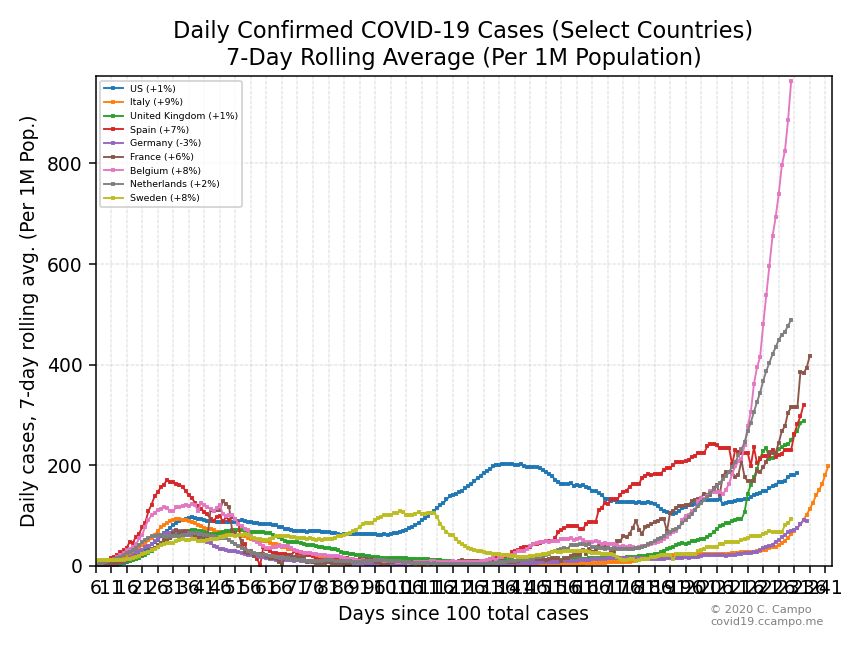 Daily Confirmed COVID-19 Cases (Select Countries)
7-Day Rolling Average (Per 1M Population)
US (+1%)
Italy (+9%)
United Kingdom (+1%)
Spain (+7%)
Germany (-3%)
France (+6%)
Belgium (+8%)
Netherlands (+2%)
Sweden (+8%)
Daily cases, 7-day rolling avg. (Per 1M Pop.)
800
600
400
200
0
Days since 100 total cases
© 2020 C. Campo
covid19.ccampo.me